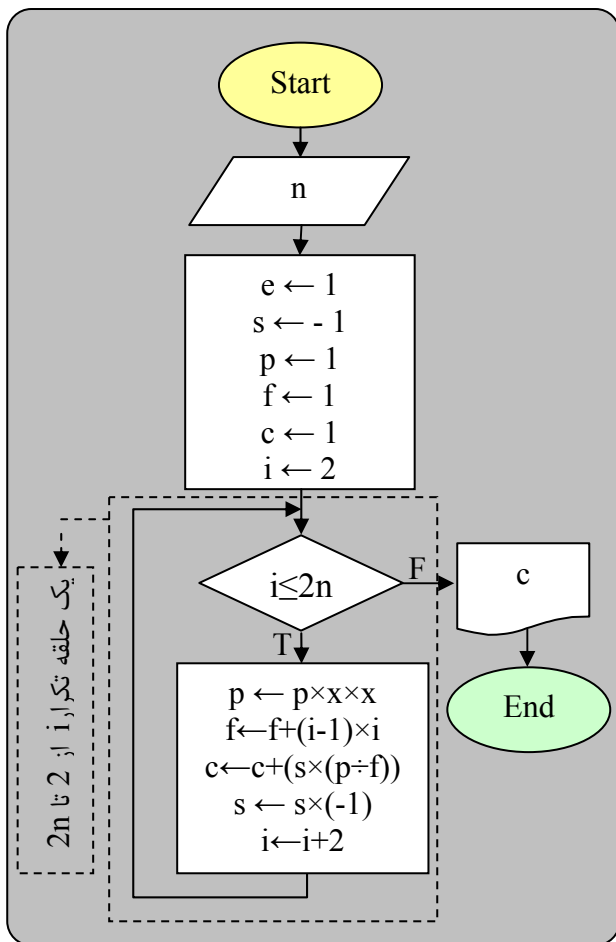 Start
n
e ← 1
s ← - 1
p ← 1
f ← 1
c ← 1
i ← 2
i≤2n
F
c
T
End
p ← p×x×x
f←f+(i-1)×i
c←c+(s×(p÷f))
s ← s×(-1)
i←i+2
یک حلقه تکرار i از 2 تا 2n